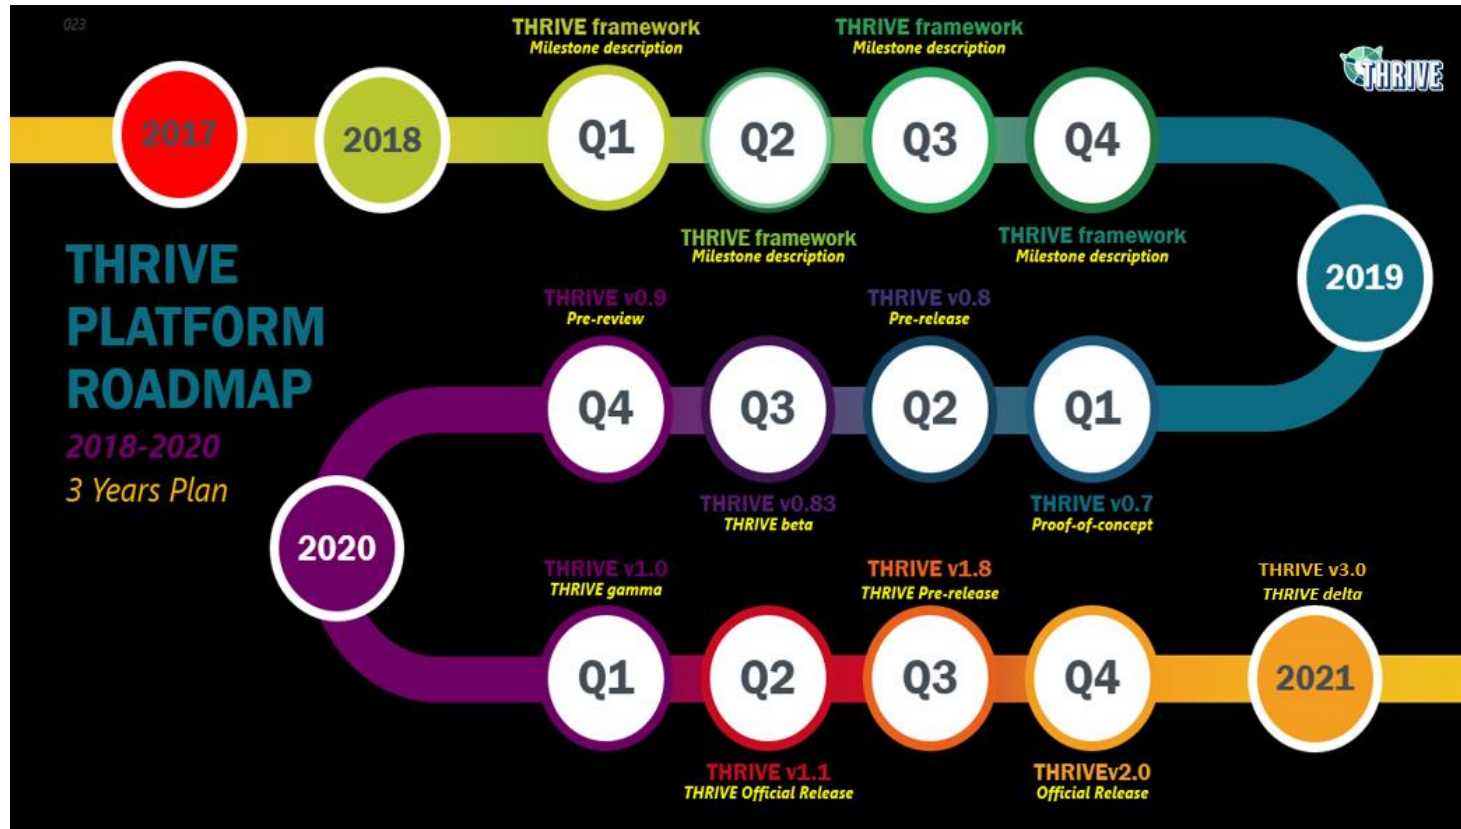 023
THRIVE framework
Milestone description
THRIVE framework
Milestone description
THRIVE
2017
2018
Q1
Q2
Q3
Q4
THRIVE framework
Milestone description
THRIVE framework
Milestone description
THRIVE
PLATFORM
ROADMAP
2018-2020
3 Years Plan
2019
THRIVE v0.9
Pre-review
THRIVE v0.8
Pre-release
Q4
Q3
Q2
Q1
THRIVE v0.83
THRIVE beta
THRIVE v0.7
Proof-of-concept
2020
THRIVE v1.0
THRIVE gamma
THRIVE v1.8
THRIVE Pre-release
THRIVE v3.0
THRIVE delta
Q1
Q2
Q3
Q4
2021
THRIVE v1.1
THRIVE Official Release
THRIVEv2.0
Official Release